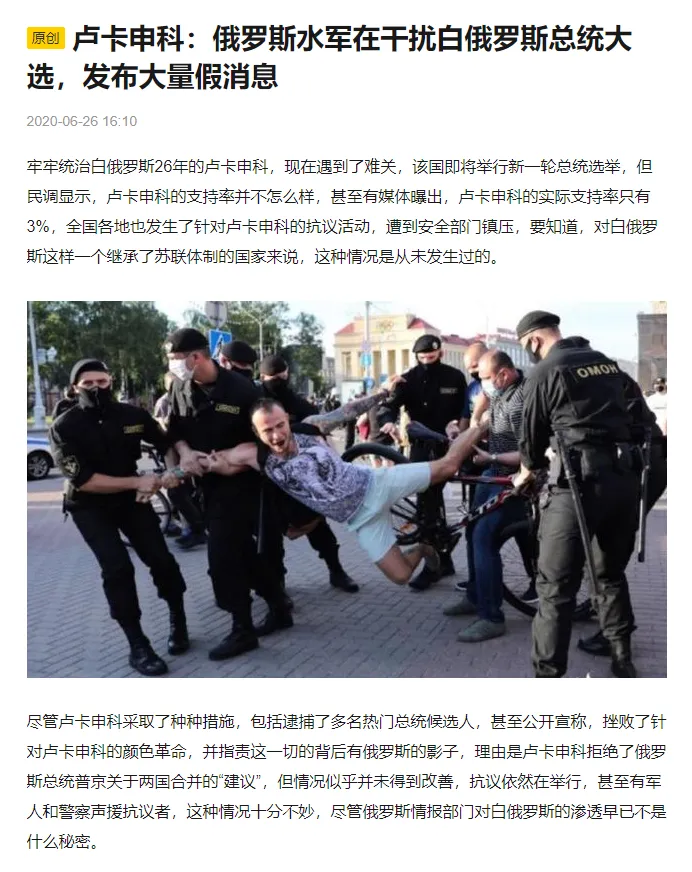 原创 卢卡申科：俄罗斯水军在干扰白俄罗斯总统大
选，发布大量假消息
2020-06-26 16:10
牢牢统治白俄罗斯26年的卢卡申科，现在遇到了难关，该国即将举行新一轮总统选举，但
民调显示，卢卡申科的支持率并不怎么样，甚至有媒体曝出，卢卡申科的实际支持率只有
3%，全国各地也发生了针对卢卡申科的抗议活动，遭到安全部门镇压，要知道，对白俄罗
斯这样一个继承了苏联体制的国家来说，这种情况是从未发生过的。
ОМОН
尽管卢卡申科采取了种种措施，包括逮捕了多名热门总统候选人，甚至公开宣称，挫败了针
对卢卡申科的颜色革命，并指责这一切的背后有俄罗斯的影子，理由是卢卡申科拒绝了俄罗
斯总统普京关于两国合并的“建议”，但情况似乎并未得到改善，抗议依然在举行，甚至有军
人和警察声援抗议者，这种情况十分不妙，尽管俄罗斯情报部门对白俄罗斯的渗透早已不是
什么秘密。